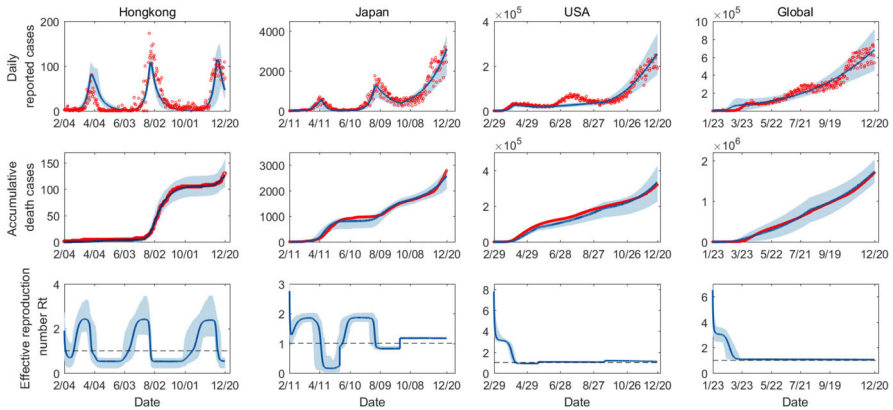 Hongkong Japan USA Global
Daily reported cases
200
150
100
50
0
2/04 4/04 6/03 8/02 10/01 12/20
4000
2000
0
2/11 4/11 6/10 8/09 10/08 12/20
×10⁵
4
2
0
2/29 4/29 6/28 8/27 10/26 12/20
×10⁵
10
8
6
4
2
0
1/23 3/23 5/22 7/21 9/19 12/20
Accumulative death cases
150
100
50
0
2/04 4/04 6/03 8/02 10/01 12/20
3000
2000
1000
0
2/11 4/11 6/10 8/09 10/08 12/20
×10⁵
4
2
0
2/29 4/29 6/28 8/27 10/26 12/20
×10⁶
2
1
0
1/23 3/23 5/22 7/21 9/19 12/20
Effective reproduction number Rt
4
2
0
2/04 4/04 6/03 8/02 10/01 12/20
Date
3
2
1
0
2/11 4/11 6/10 8/09 10/08 12/20
Date
8
6
4
2
0
2/29 4/29 6/28 8/27 10/26 12/20
Date
6
4
2
0
1/23 3/23 5/22 7/21 9/19 12/20
Date